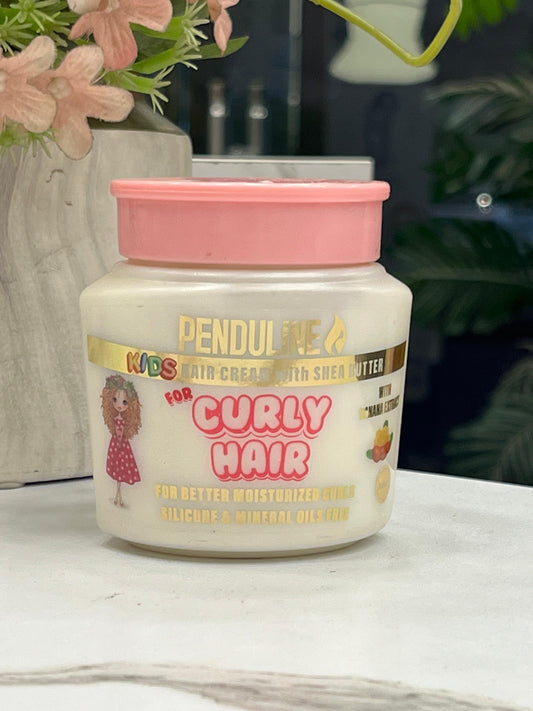 PENDULINE
KIDS HAIR CREAM with SHEA BUTTER
FOR
CURLY
HAIR
WITH
BANANA EXTRACT
FOR BETTER MOISTURIZED CURLS
SILICONE & MINERAL OILS FREE